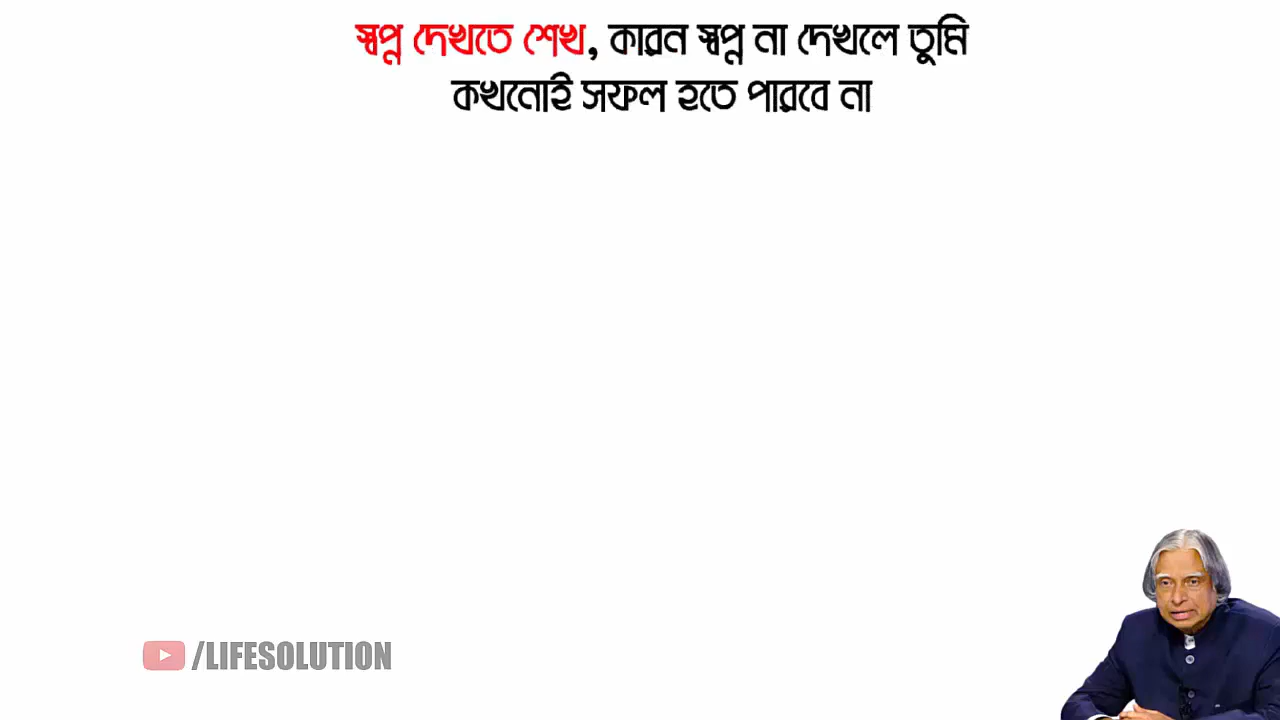 স্বপ্ন দেখতে শেখ, কারন স্বপ্ন না দেখলে তুমি
কখনোই সফল হতে পারবে না
/LIFESOLUTION